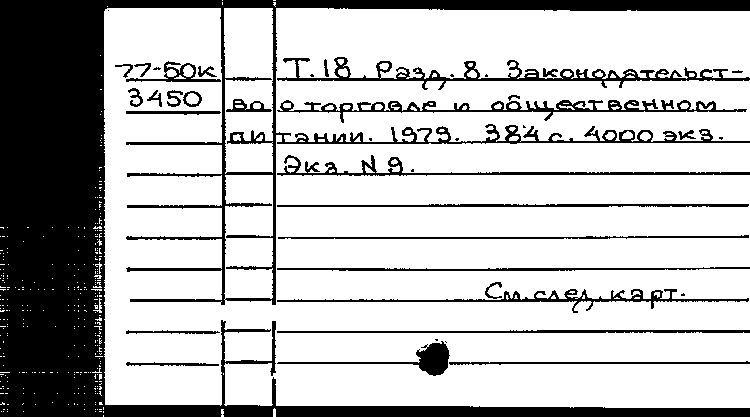 77-50к Т.18. Разд. 8. Законодательст-
3450 во о торговле и общественном
питании. 1979. 384 с. 4000 экз.
Экз. N 9.
См. след. карт.